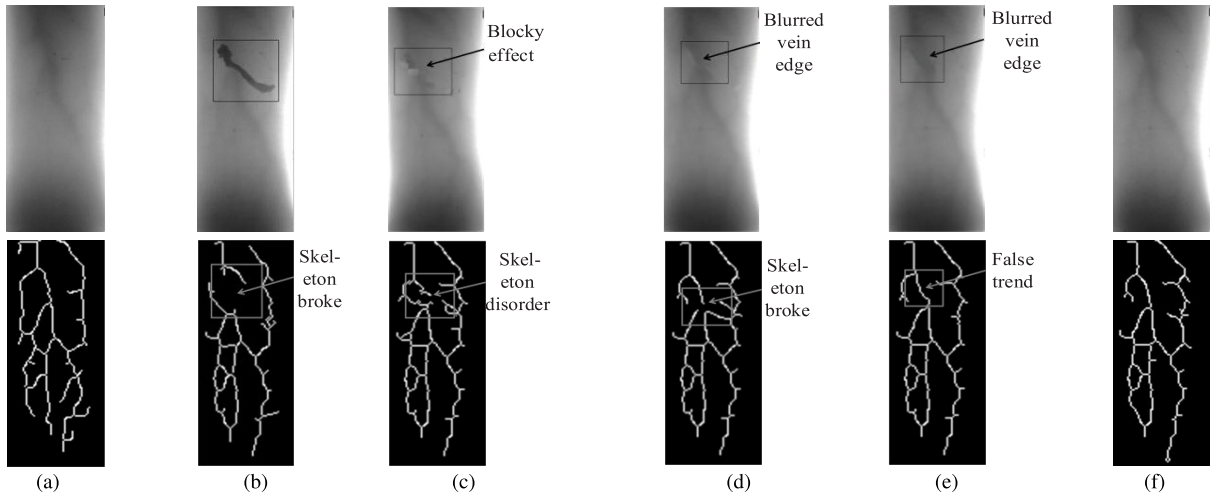 Blocky
effect
Blurred
vein
edge
Blurred
vein
edge
Skel-
eton
broke
Skel-
eton
disorder
Skel-
eton
broke
False
trend
(a)
(b)
(c)
(d)
(e)
(f)